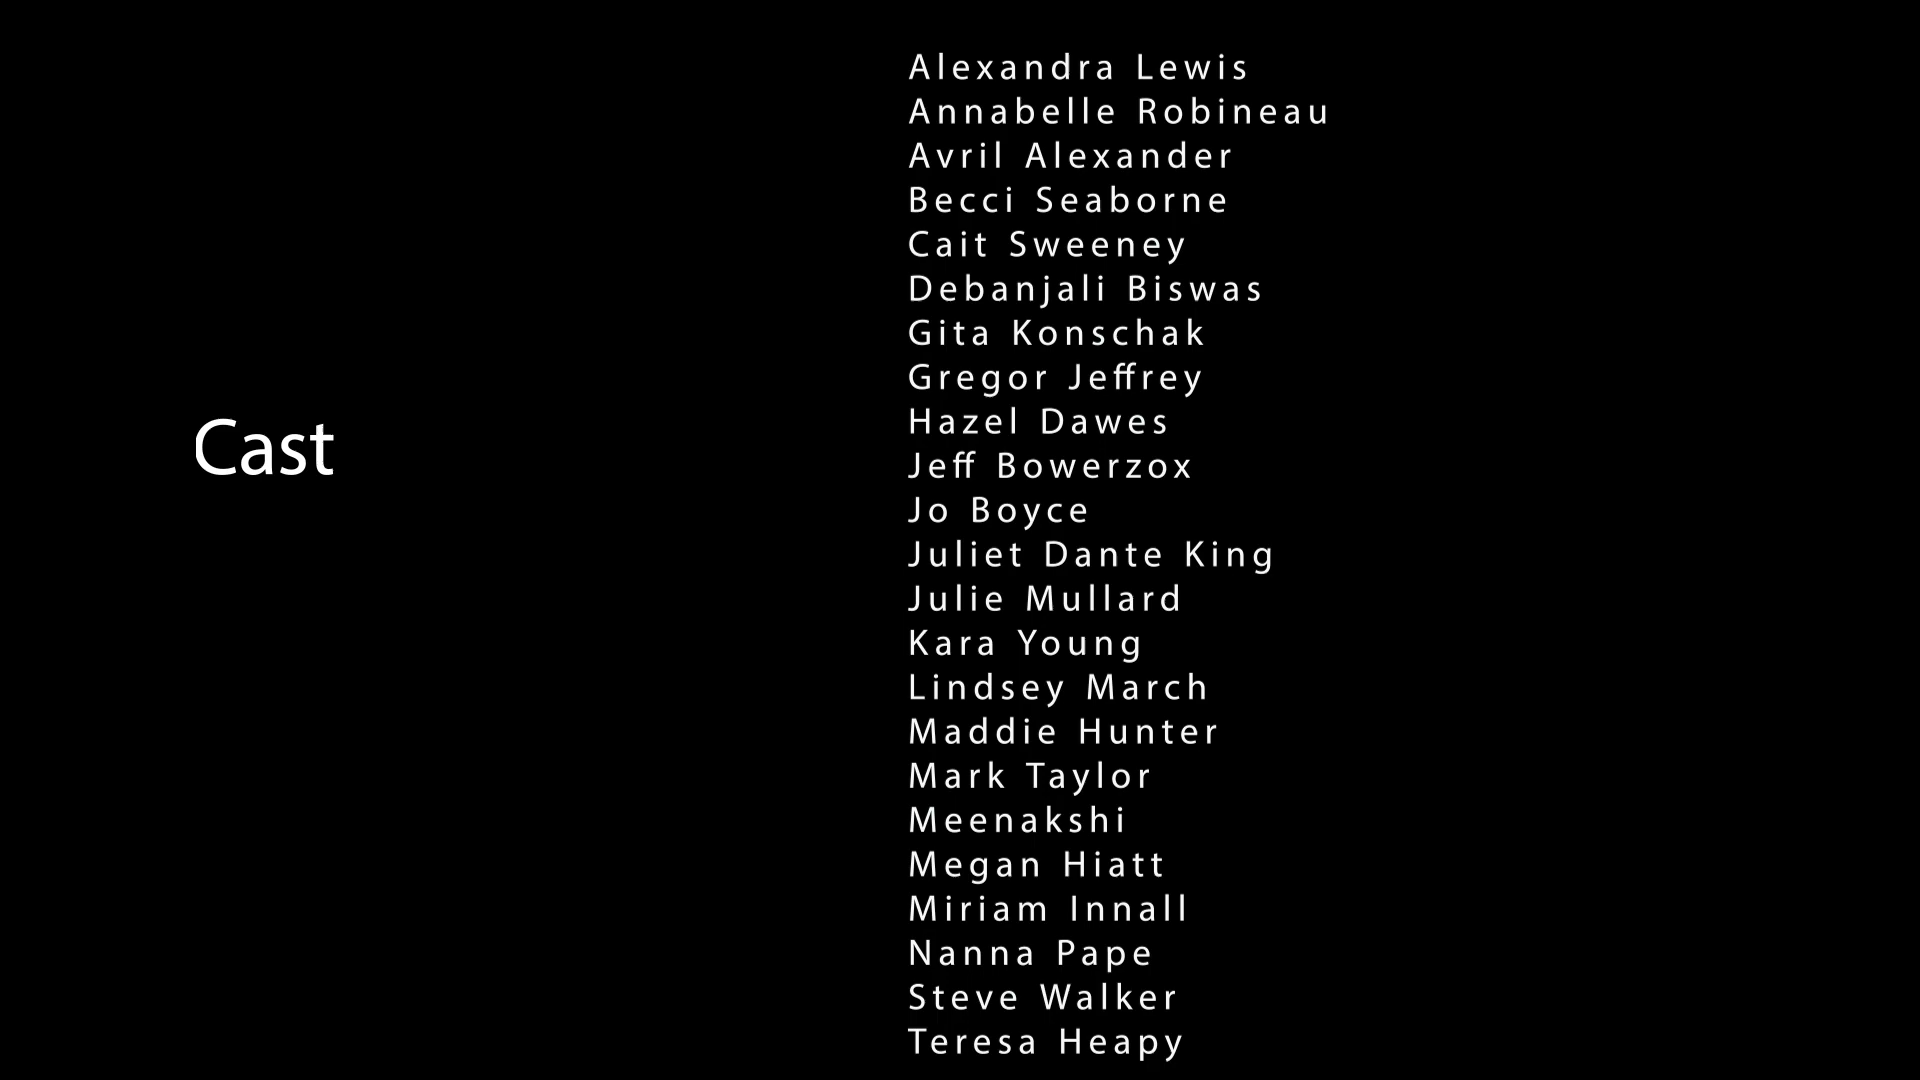 Cast
Alexandra Lewis
Annabelle Robineau
Avril Alexander
Becci Seaborne
Cait Sweeney
Debanjali Biswas
Gita Konschak
Gregor Jeffrey
Hazel Dawes
Jeff Bowerzox
Jo Boyce
Juliet Dante King
Julie Mullard
Kara Young
Lindsey March
Maddie Hunter
Mark Taylor
Meenakshi
Megan Hiatt
Miriam Innall
Nanna Pape
Steve Walker
Teresa Heapy